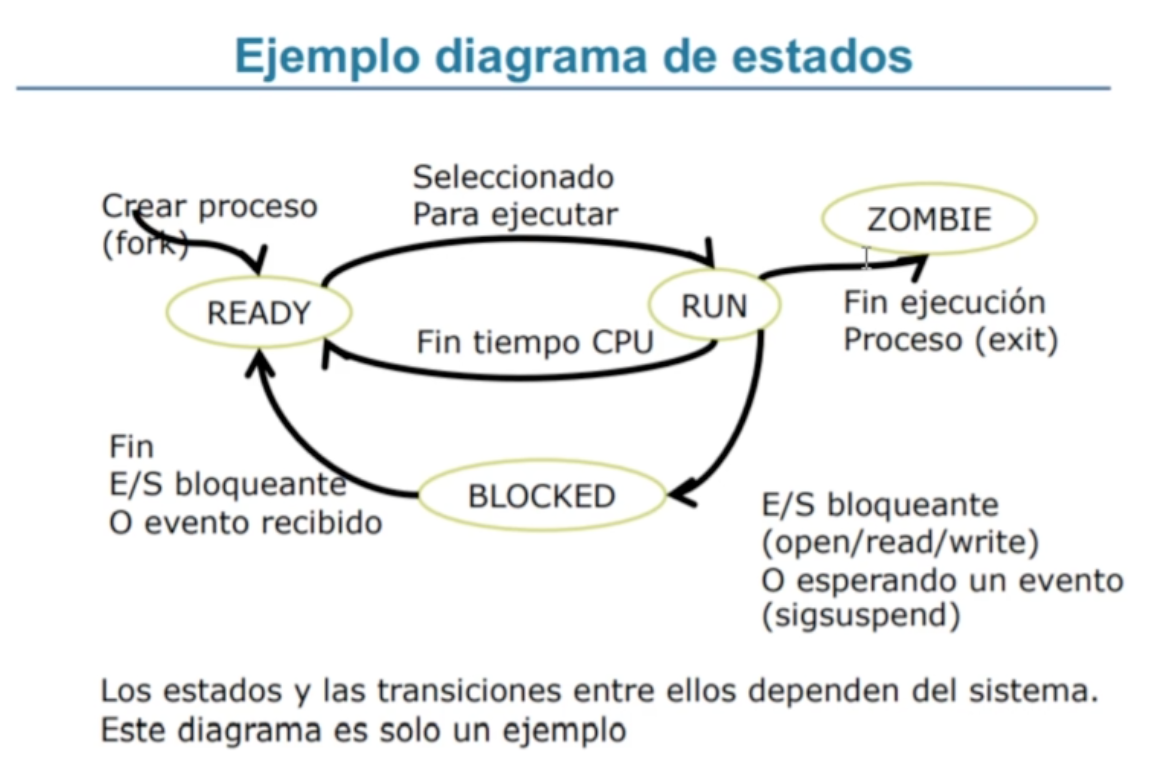 Ejemplo diagrama de estados
Crear proceso
(fork)
Seleccionado
Para ejecutar
ZOMBIE
READY
RUN
Fin tiempo CPU
Fin ejecución
Proceso (exit)
Fin
E/S bloqueante
O evento recibido
BLOCKED
E/S bloqueante
(open/read/write)
O esperando un evento
(sigsuspend)
Los estados y las transiciones entre ellos dependen del sistema.
Este diagrama es solo un ejemplo